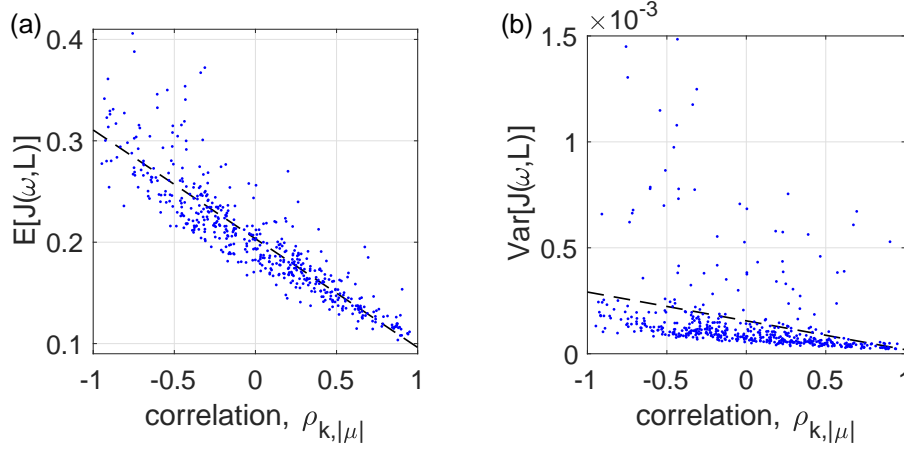 (a)
E[J(ω,L)]
0.4
0.3
0.2
0.1
-1 -0.5 0 0.5 1
correlation, ρk,|μ|
(b)
×10-3
Var[J(ω,L)]
1.5
1
0.5
0
-1 -0.5 0 0.5 1
correlation, ρk,|μ|